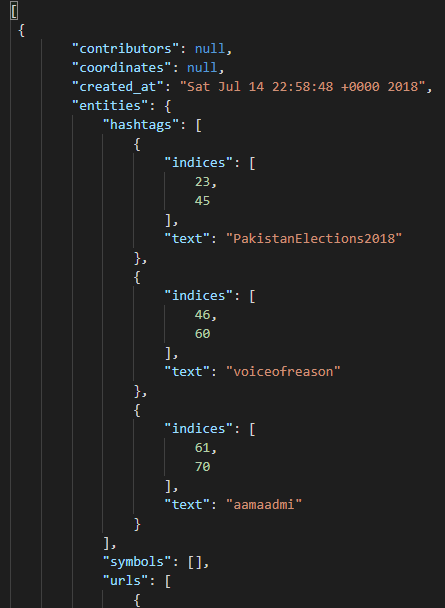 [
{
"contributors": null,
"coordinates": null,
"created_at": "Sat Jul 14 22:58:48 +0000 2018",
"entities": {
"hashtags": [
{
"indices": [
23,
45
],
"text": "PakistanElections2018"
},
{
"indices": [
46,
60
],
"text": "voiceofreason"
},
{
"indices": [
61,
70
],
"text": "aamaadmi"
}
],
"symbols": [],
"urls": [
{